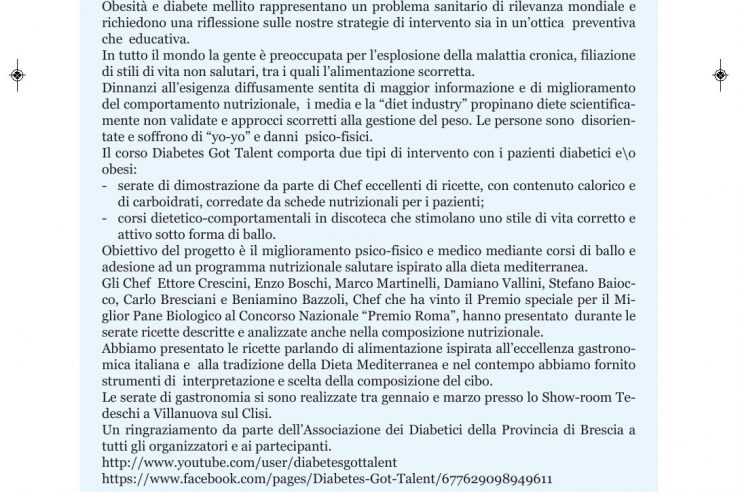 Obesità e diabete mellito rappresentano un problema sanitario di rilevanza mondiale e
richiedono una riflessione sulle nostre strategie di intervento sia in un’ottica preventiva
che educativa.
In tutto il mondo la gente è preoccupata per l’esplosione della malattia cronica, filiazione
di stili di vita non salutari, tra i quali l’alimentazione scorretta.
Dinnanzi all’esigenza diffusamente sentita di maggior informazione e di miglioramento
del comportamento nutrizionale, i media e la “diet industry” propinano diete scientifica-
mente non validate e approcci scorretti alla gestione del peso. Le persone sono disorien-
tate e soffrono di “yo-yo” e danni psico-fisici.
Il corso Diabetes Got Talent comporta due tipi di intervento con i pazienti diabetici e\o
obesi:
- serate di dimostrazione da parte di Chef eccellenti di ricette, con contenuto calorico e
di carboidrati, corredate da schede nutrizionali per i pazienti;
- corsi dietetico-comportamentali in discoteca che stimolano uno stile di vita corretto e
attivo sotto forma di ballo.
Obiettivo del progetto è il miglioramento psico-fisico e medico mediante corsi di ballo e
adesione ad un programma nutrizionale salutare ispirato alla dieta mediterranea.
Gli Chef Ettore Crescini, Enzo Boschi, Marco Martinelli, Damiano Vallini, Stefano Baioc-
co, Carlo Bresciani e Beniamino Bazzoli, Chef che ha vinto il Premio speciale per il Mi-
glior Pane Biologico al Concorso Nazionale “Premio Roma”, hanno presentato durante le
serate ricette descritte e analizzate anche nella composizione nutrizionale.
Abbiamo presentato le ricette parlando di alimentazione ispirata all’eccellenza gastrono-
mica italiana e alla tradizione della Dieta Mediterranea e nel contempo abbiamo fornito
strumenti di interpretazione e scelta della composizione del cibo.
Le serate di gastronomia si sono realizzate tra gennaio e marzo presso lo Show-room Te-
deschi a Villanuova sul Clisi.
Un ringraziamento da parte dell’Associazione dei Diabetici della Provincia di Brescia a
tutti gli organizzatori e ai partecipanti.
http://www.youtube.com/user/diabetesgottalent
https://www.facebook.com/pages/Diabetes-Got-Talent/677629098949611